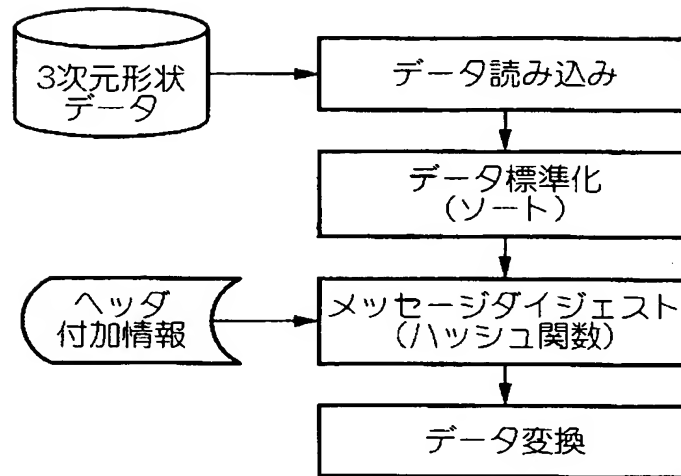 3次元形状
データ
データ読み込み
データ標準化
(ソート)
ヘッダ
付加情報
メッセージダイジェスト
(ハッシュ関数)
データ変換